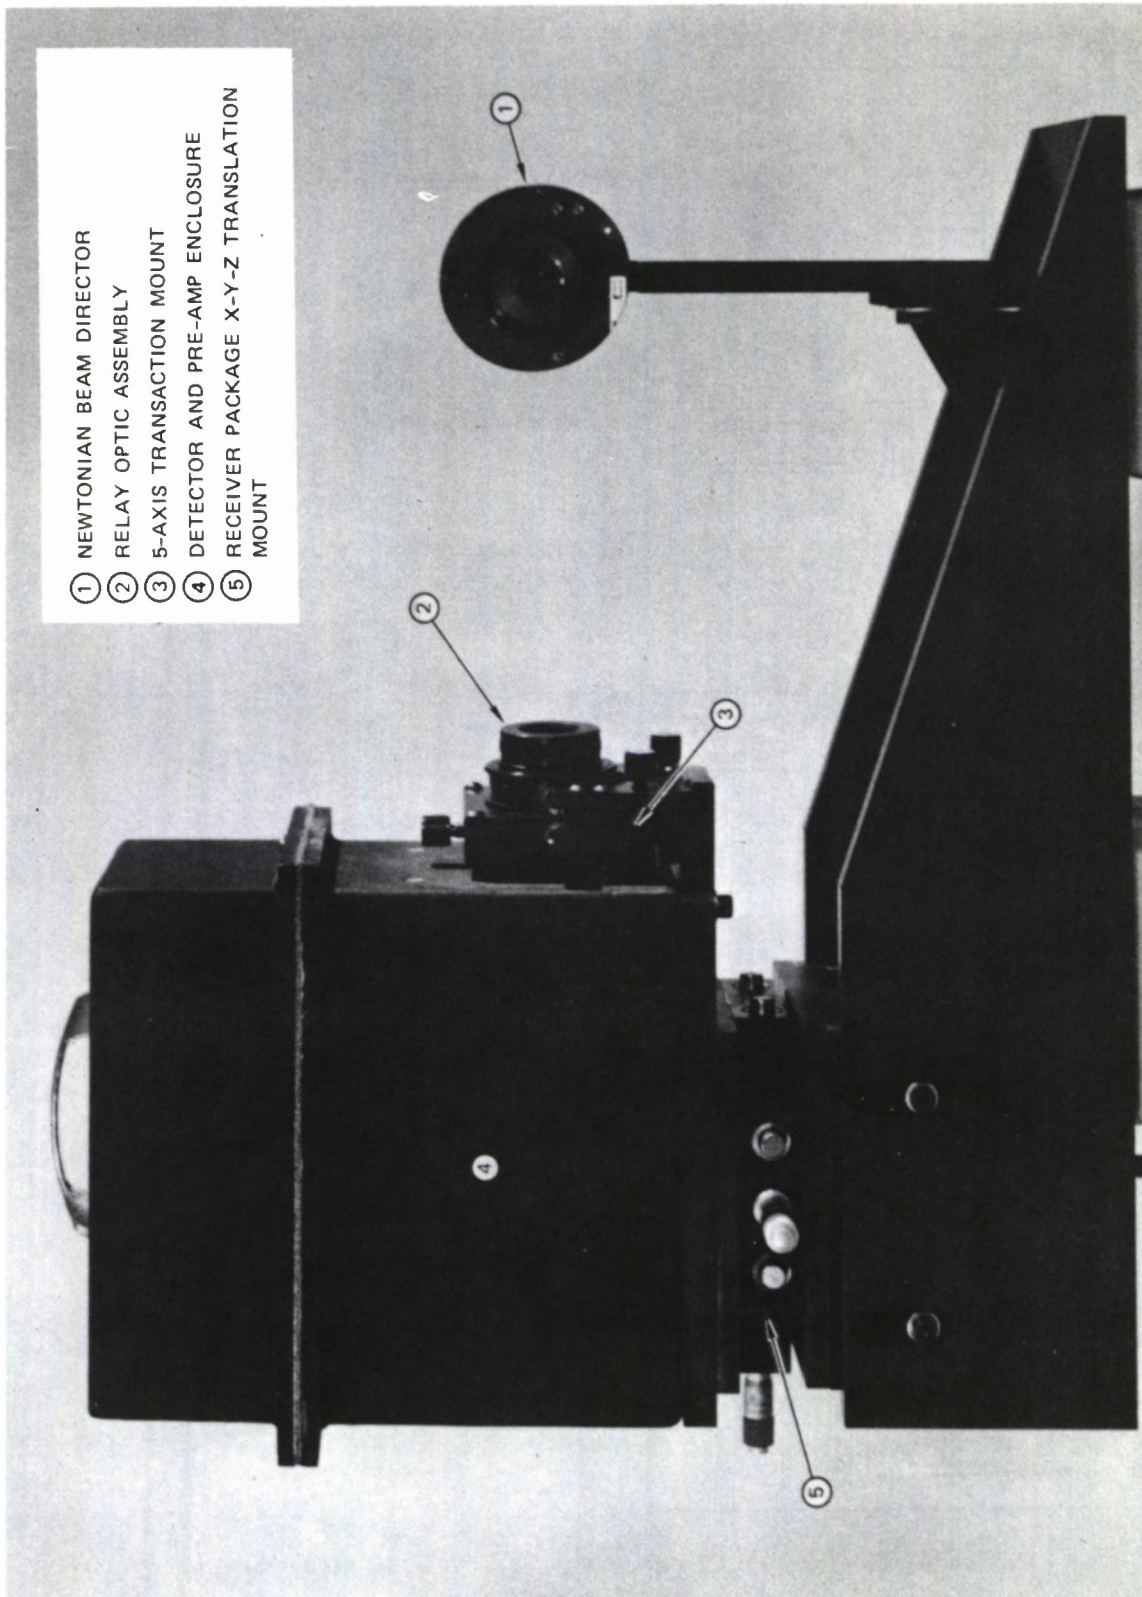 ① NEWTONIAN BEAM DIRECTOR
② RELAY OPTIC ASSEMBLY
③ 5-AXIS TRANSACTION MOUNT
④ DETECTOR AND PRE-AMP ENCLOSURE
⑤ RECEIVER PACKAGE X-Y-Z TRANSLATION
MOUNT
①
②
③
④
⑤